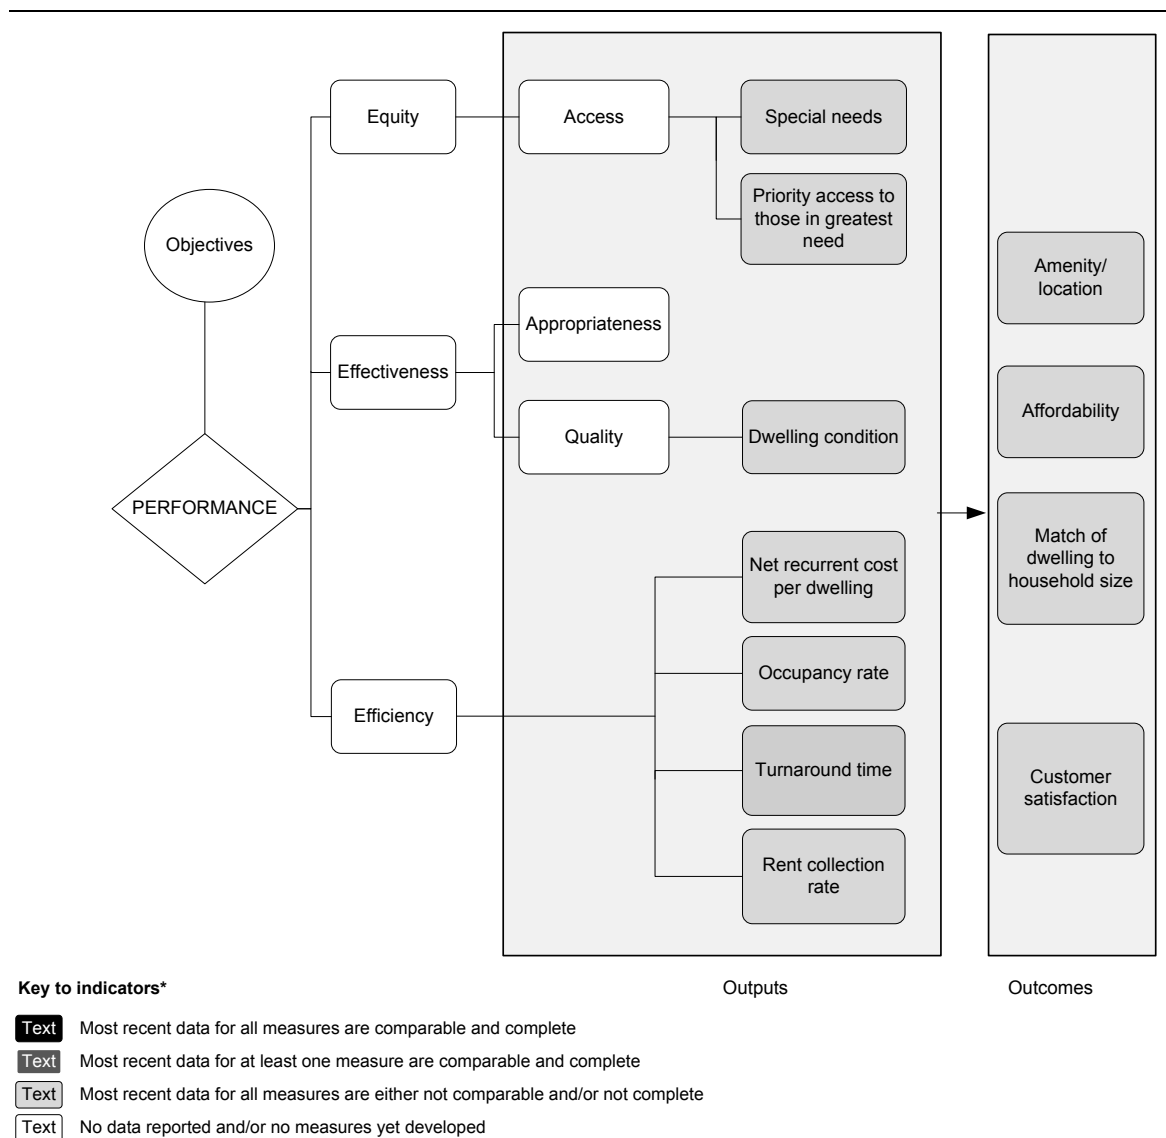 Equity
Access
Special needs
Priority access to
those in greatest
need
Objectives
Amenity/
location
Appropriateness
Effectiveness
Affordability
Quality
Dwelling condition
PERFORMANCE
Match of
dwelling to
household size
Net recurrent cost
per dwelling
Occupancy rate
Efficiency
Turnaround time
Customer
satisfaction
Rent collection
rate
Key to indicators*
Outputs
Outcomes
Text Most recent data for all measures are comparable and complete
Text Most recent data for at least one measure are comparable and complete
Text Most recent data for all measures are either not comparable and/or not complete
Text No data reported and/or no measures yet developed